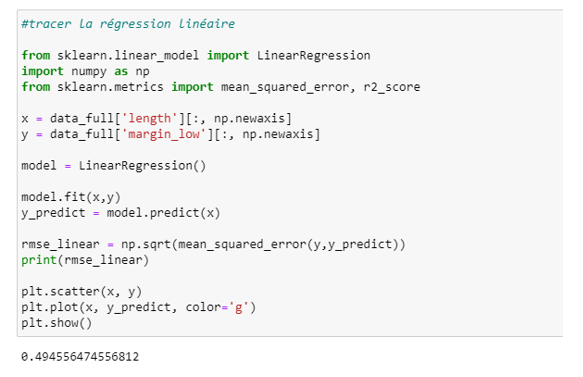 #tracer la régression linéaire
from sklearn.linear_model import LinearRegression
import numpy as np
from sklearn.metrics import mean_squared_error, r2_score
x = data_full['length'][:, np.newaxis]
y = data_full['margin_low'][:, np.newaxis]
model = LinearRegression()
model.fit(x,y)
y_predict = model.predict(x)
rmse_linear = np.sqrt(mean_squared_error(y,y_predict))
print(rmse_linear)
plt.scatter(x, y)
plt.plot(x, y_predict, color='g')
plt.show()
0.494556474556812